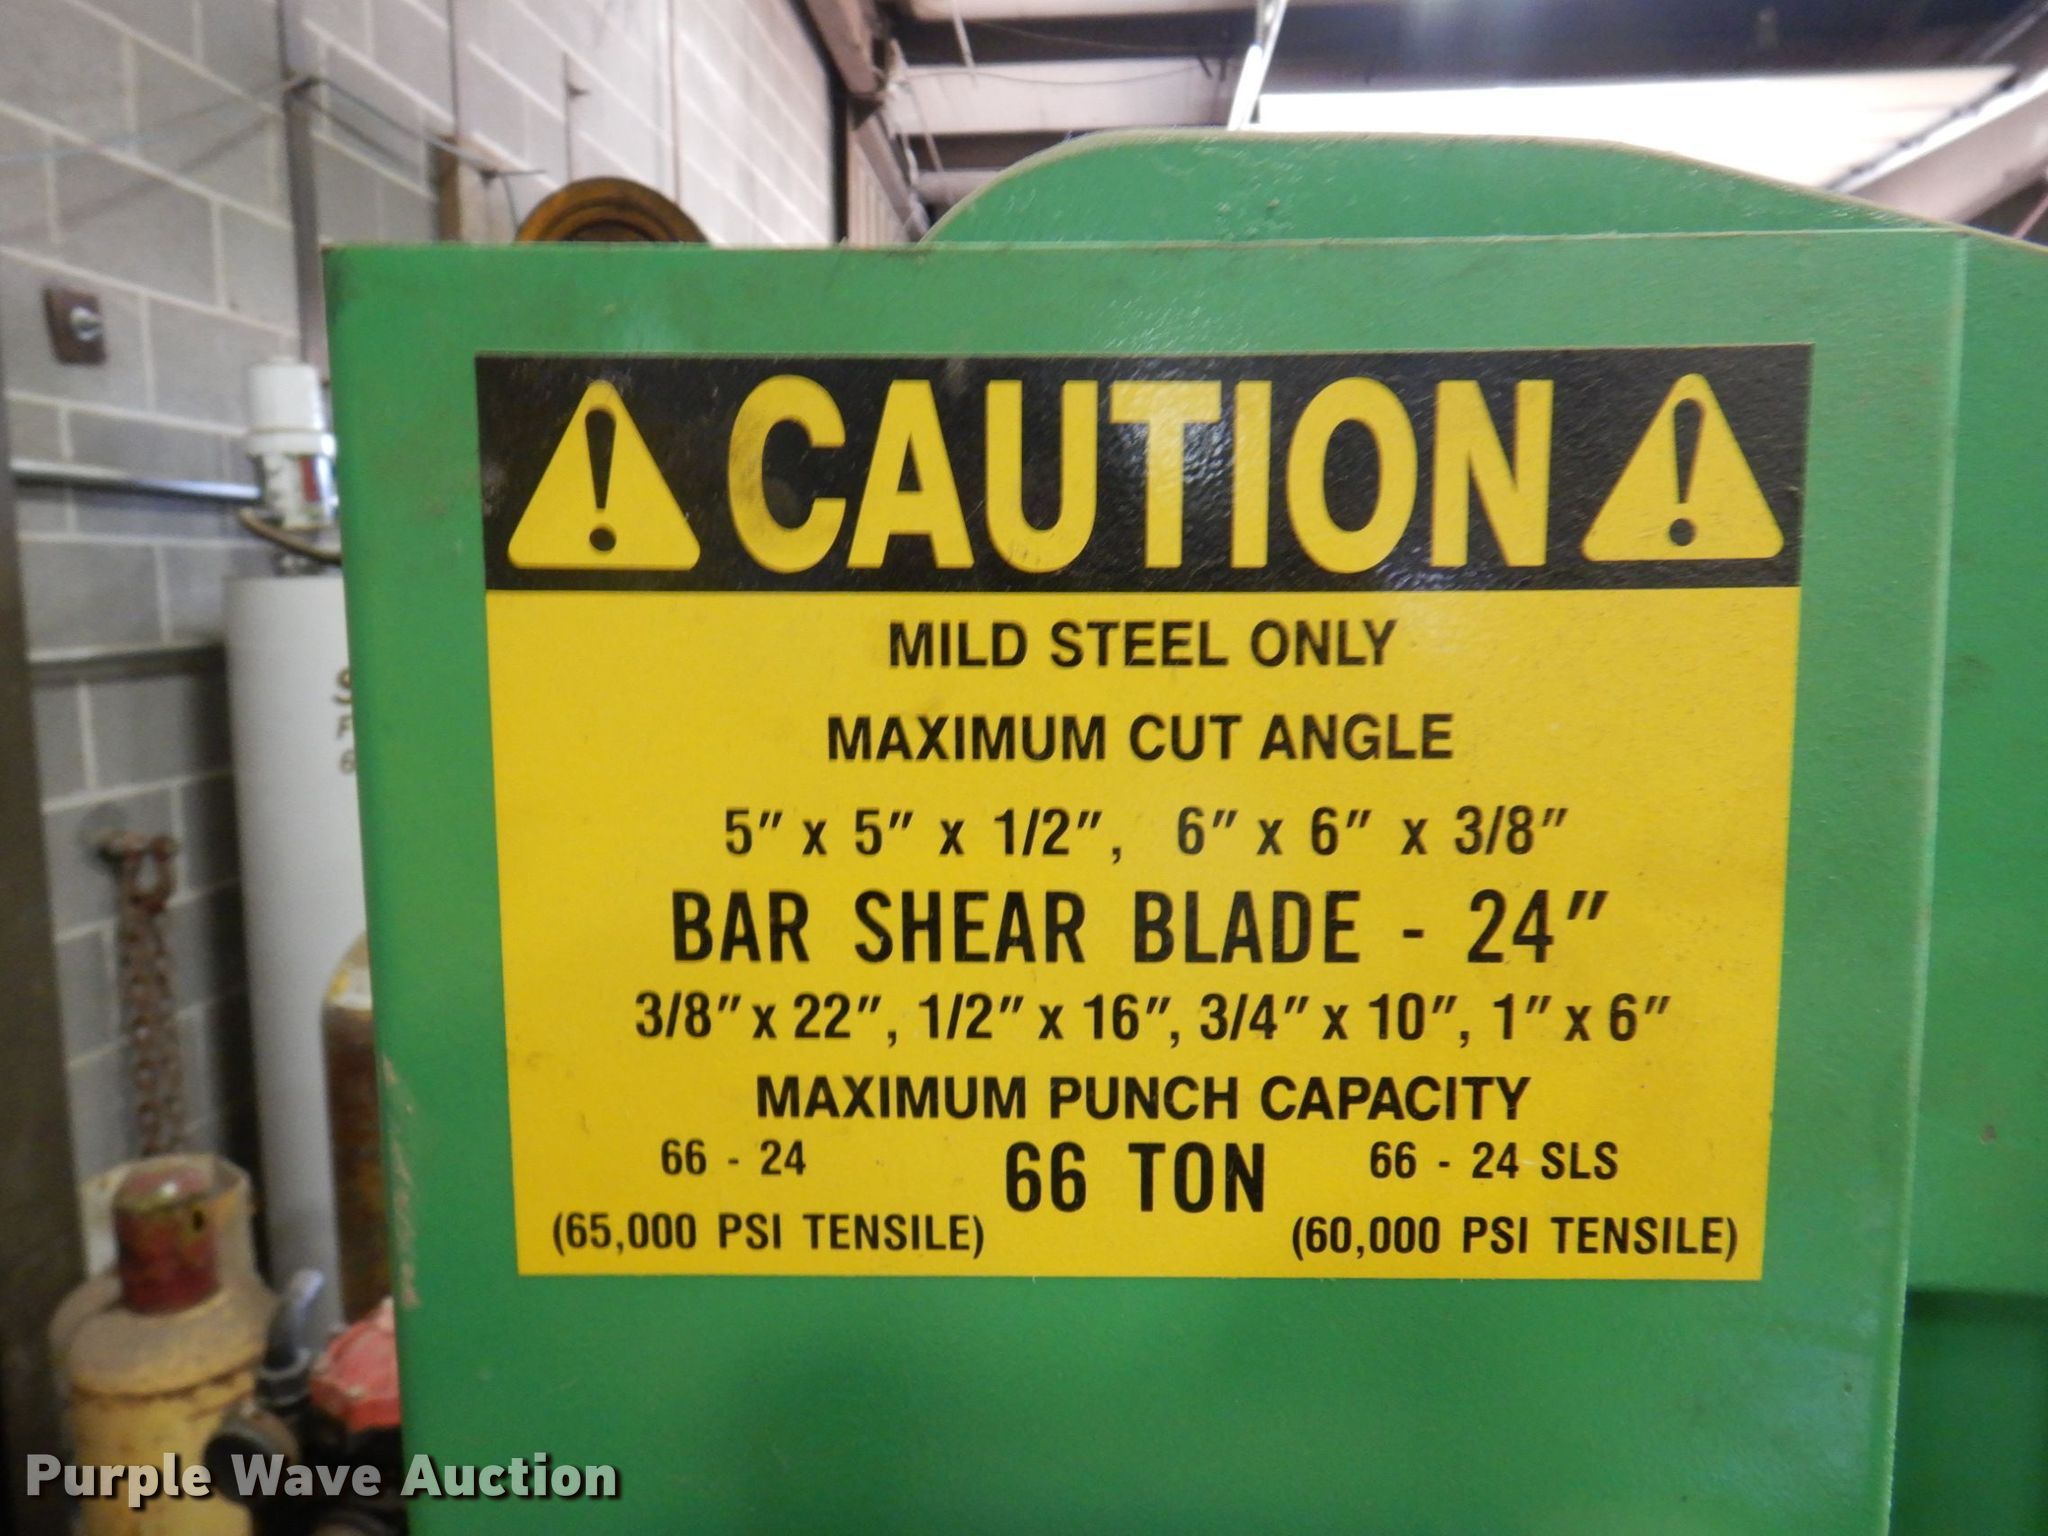 CAUTION
MILD STEEL ONLY
MAXIMUM CUT ANGLE
5" x 5" x 1/2", 6" x 6" x 3/8"
BAR SHEAR BLADE - 24"
3/8" x 22", 1/2" x 16", 3/4" x 10", 1" x 6"
MAXIMUM PUNCH CAPACITY
66 - 24 66 TON 66 - 24 SLS
(65,000 PSI TENSILE) (60,000 PSI TENSILE)
Purple Wave Auction